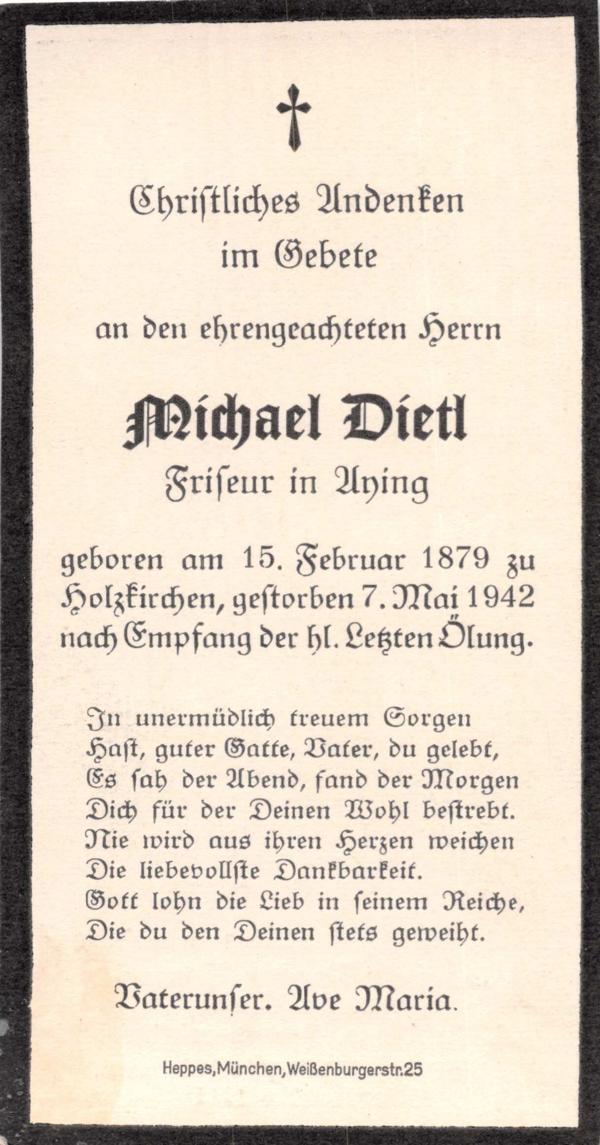 Christliches Andenken
im Gebete
an den ehrengeachteten Herrn
Michael Dietl
Friseur in Aying
geboren am 15. Februar 1879 zu
Holzkirchen, gestorben 7. Mai 1942
nach Empfang der hl. Letzten Ölung.
In unermüdlich treuem Sorgen
Hast, guter Gatte, Vater, du gelebt,
Es sah der Abend, fand der Morgen
Dich für der Deinen Wohl bestrebt.
Nie wird aus ihren Herzen weichen
Die liebevollste Dankbarkeit.
Gott lohn die Lieb in seinem Reiche,
Die du den Deinen stets geweiht.
Vaterunser. Ave Maria.
Heppes, München, Weißenburgerstr. 25